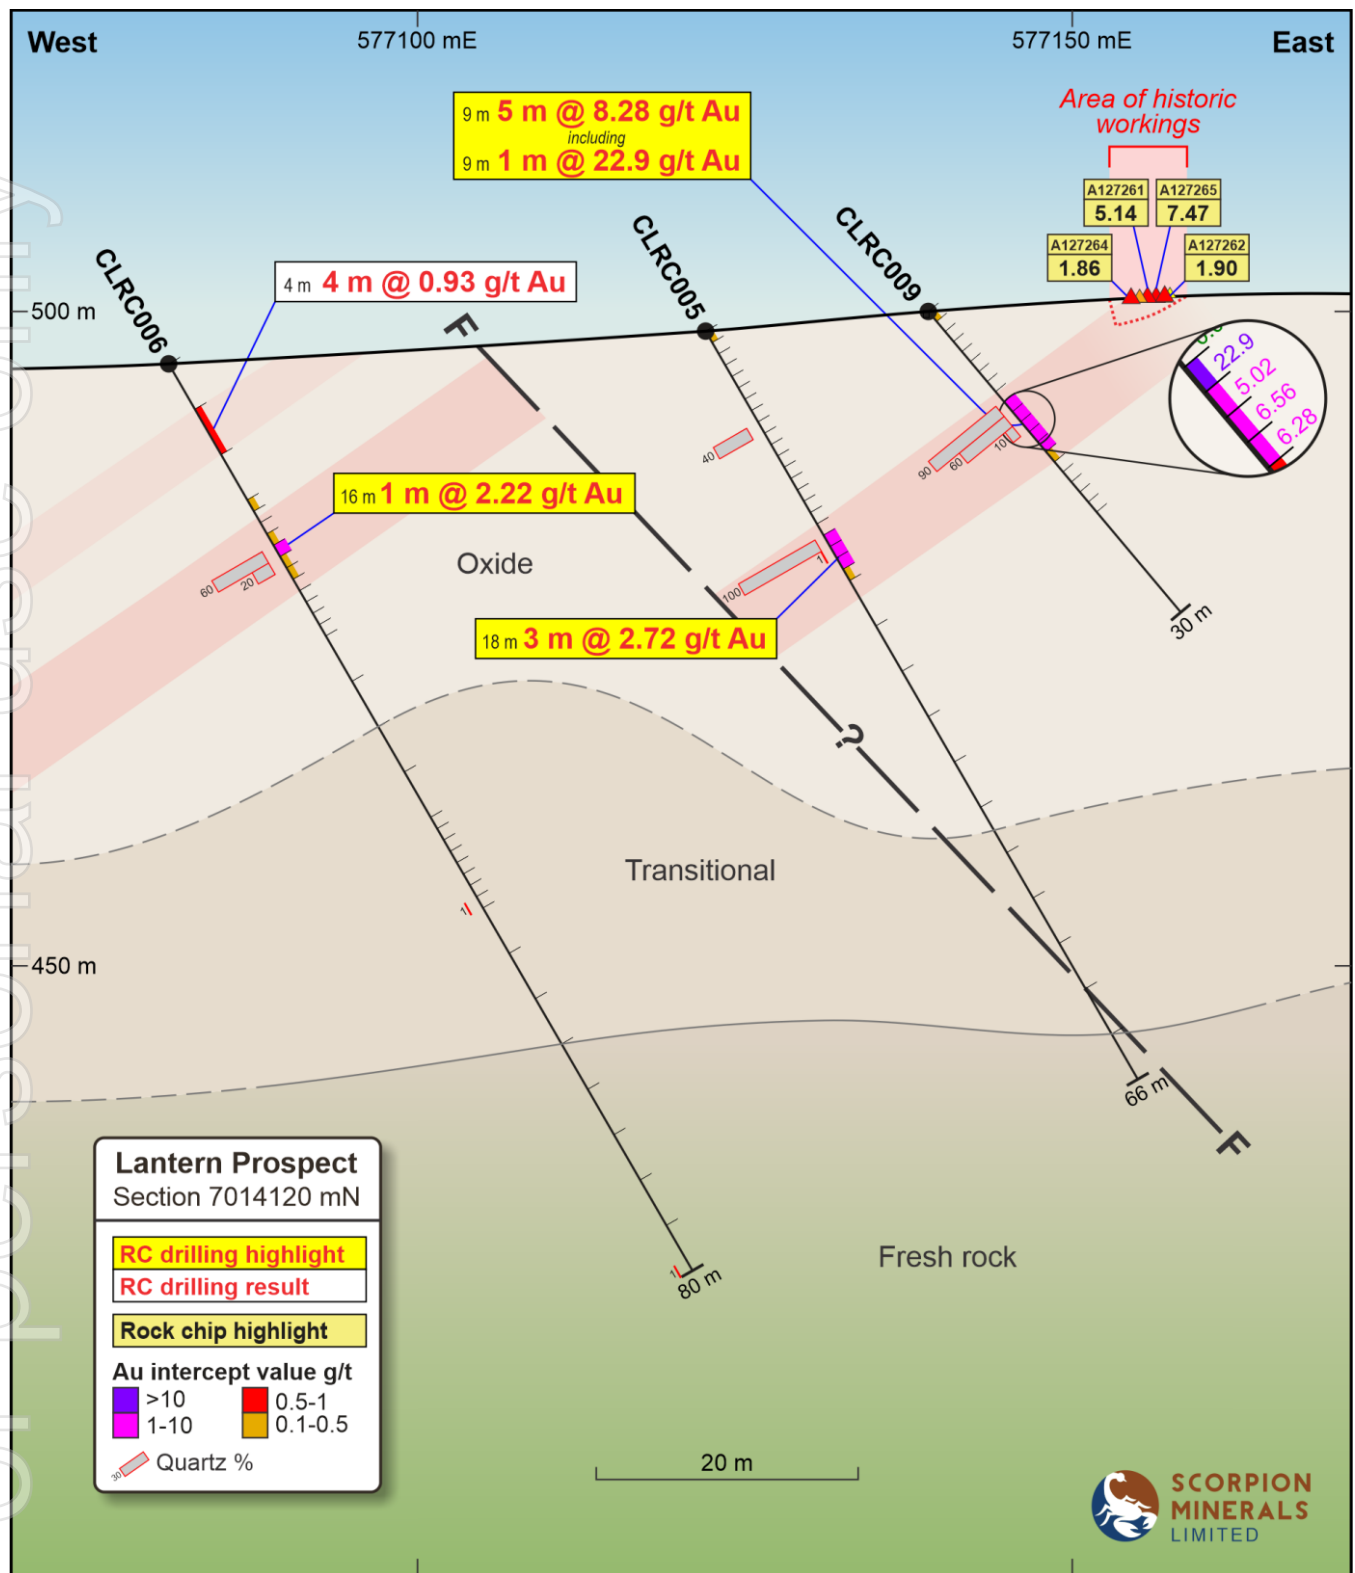 West
577100 mE
577150 mE
East
Area of historic
workings
9 m 5 m @ 8.28 g/t Au
including
9 m 1 m @ 22.9 g/t Au
A127261
5.14
A127265
7.47
A127264
1.86
A127262
1.90
CLRC006
CLRC005
CLRC009
4 m 4 m @ 0.93 g/t Au
500 m
F
22.9
5.02
6.56
6.28
40
90
60
10
16 m 1 m @ 2.22 g/t Au
60
20
Oxide
100
1
18 m 3 m @ 2.72 g/t Au
30 m
?
Transitional
1
450 m
66 m
F
1
80 m
Fresh rock
Lantern Prospect
Section 7014120 mN
RC drilling highlight
RC drilling result
Rock chip highlight
Au intercept value g/t
>10
0.5-1
1-10
0.1-0.5
30
Quartz %
20 m
SCORPION
MINERALS
LIMITED
or personal use only